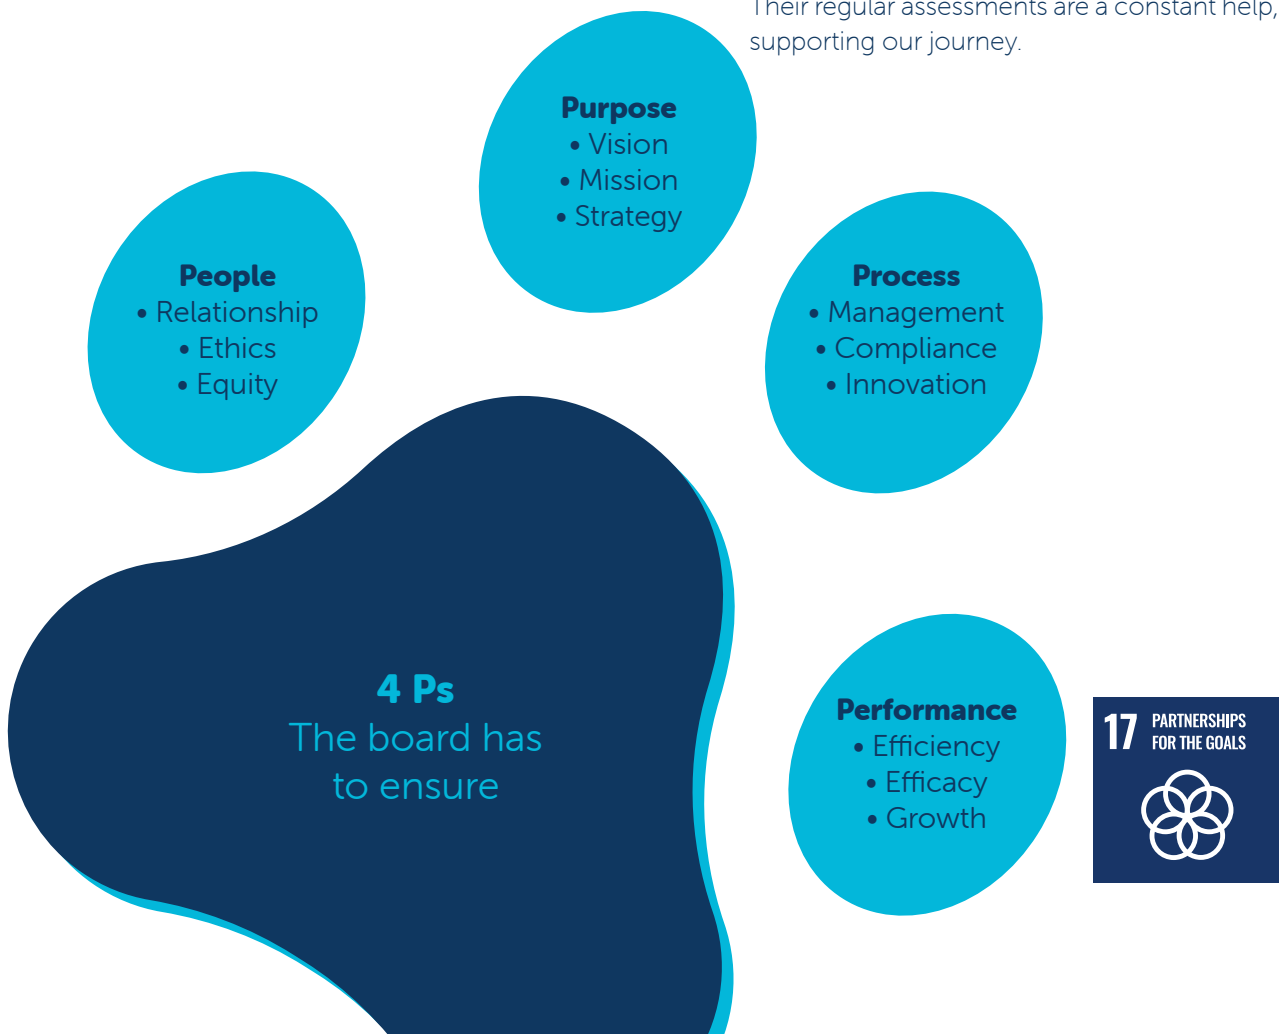 Their regular assessments are a constant help,
supporting our journey.
Purpose
• Vision
• Mission
• Strategy
People
• Relationship
• Ethics
• Equity
Process
• Management
• Compliance
• Innovation
4 Ps
The board has
to ensure
Performance
• Efficiency
• Efficacy
• Growth
17 PARTNERSHIPS
FOR THE GOALS